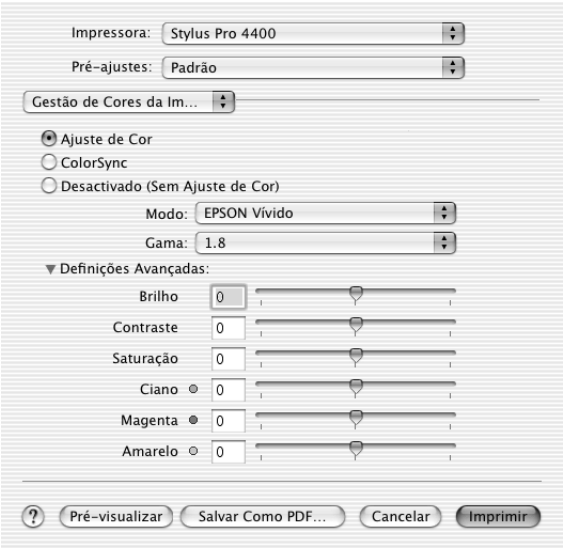 Impressora: Stylus Pro 4400
Pré-ajustes: Padrão
Gestão de Cores da Im...
Ajuste de Cor
ColorSync
Desactivado (Sem Ajuste de Cor)
Modo: EPSON Vívido
Gama: 1.8
Definições Avançadas:
Brilho 0
Contraste 0
Saturação 0
Ciano 0
Magenta 0
Amarelo 0
? Pré-visualizar Salvar Como PDF... Cancelar Imprimir